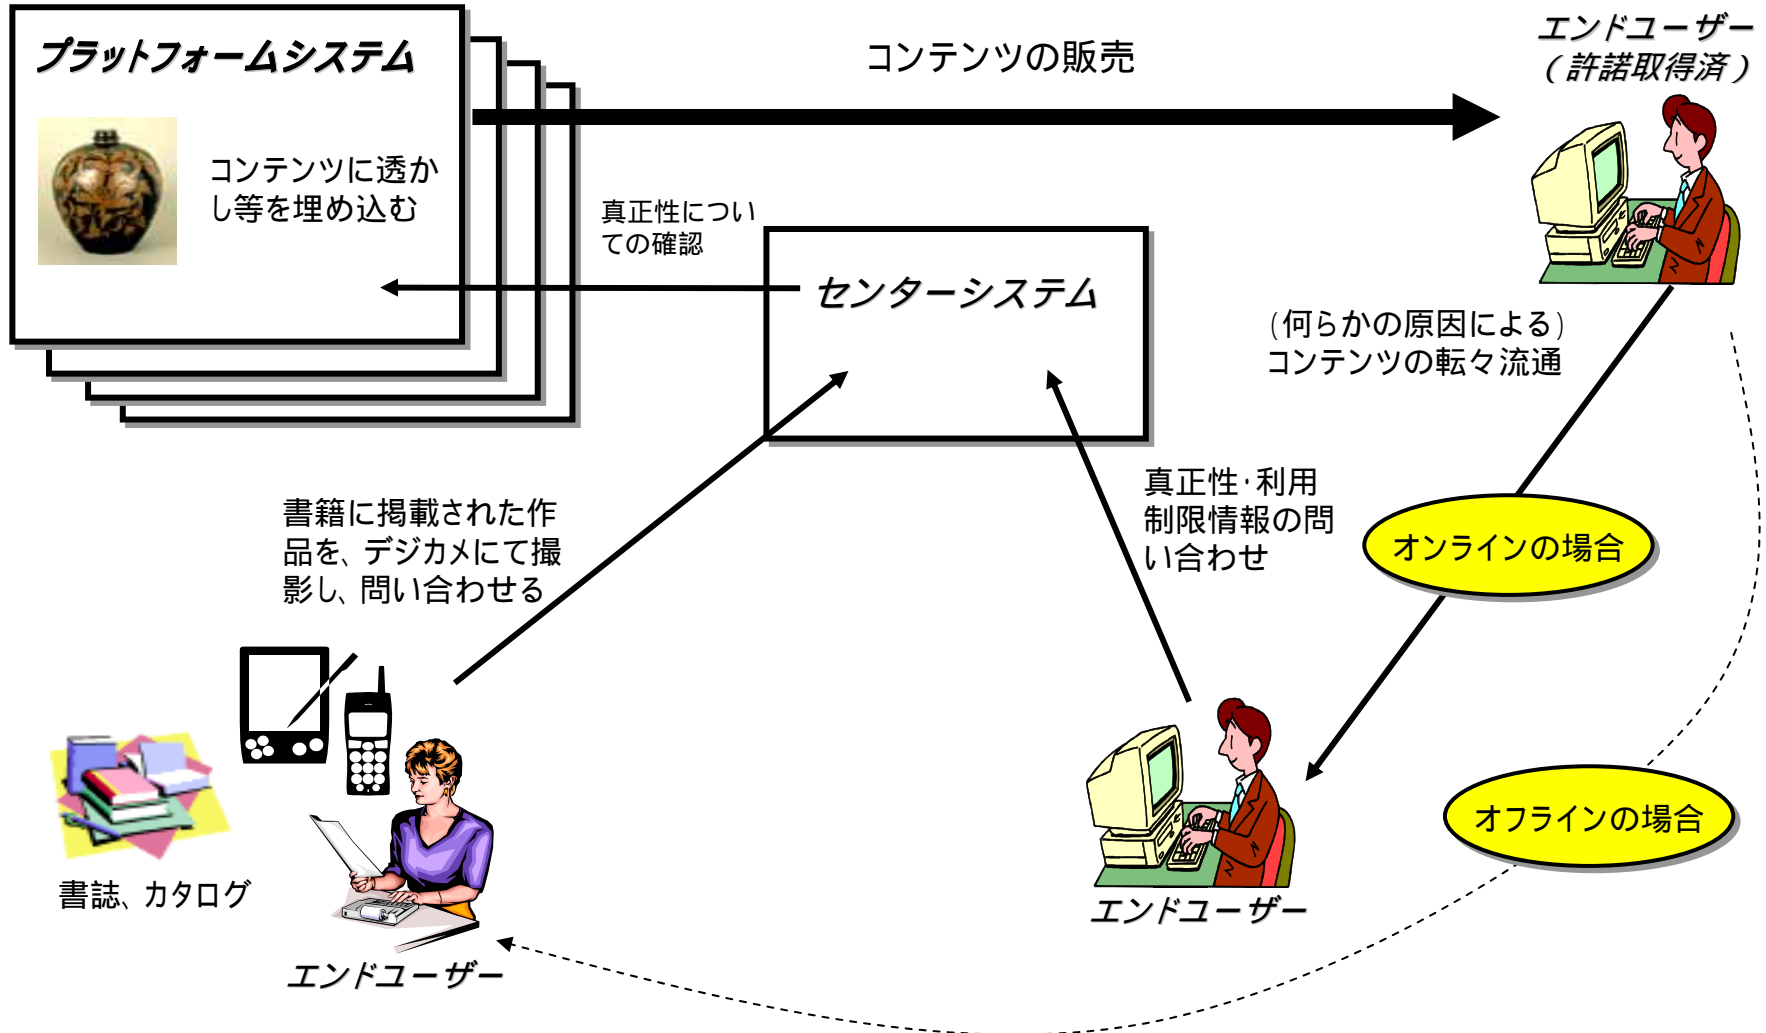 プラットフォームシステム
コンテンツに透か
し等を埋め込む
コンテンツの販売
エンドユーザー
（許諾取得済）
真正性につい
ての確認
センターシステム
（何らかの原因による）
コンテンツの転々流通
書籍に掲載された作
品を、デジカメにて撮
影し、問い合わせる
真正性・利用
制限情報の問
い合わせ
オンラインの場合
オフラインの場合
書誌、カタログ
エンドユーザー
エンドユーザー